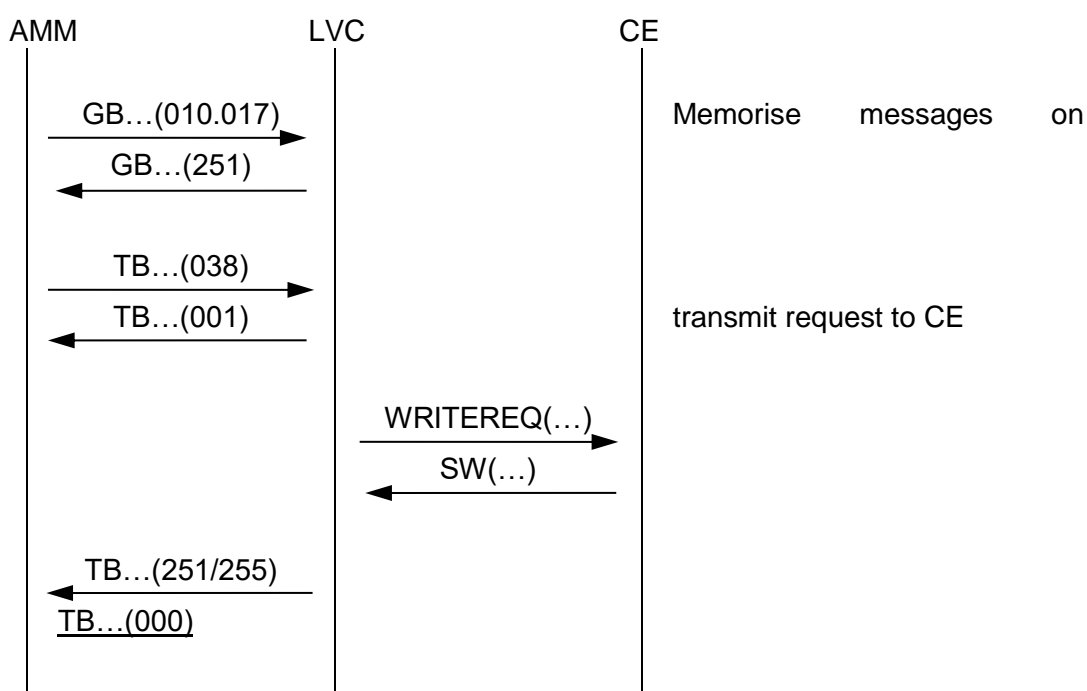 AMM LVC CE
GB…(010.017) Memorise messages on
GB…(251)
TB…(038)
TB…(001) transmit request to CE
WRITEREQ(…)
SW(…)
TB…(251/255)
TB…(000)